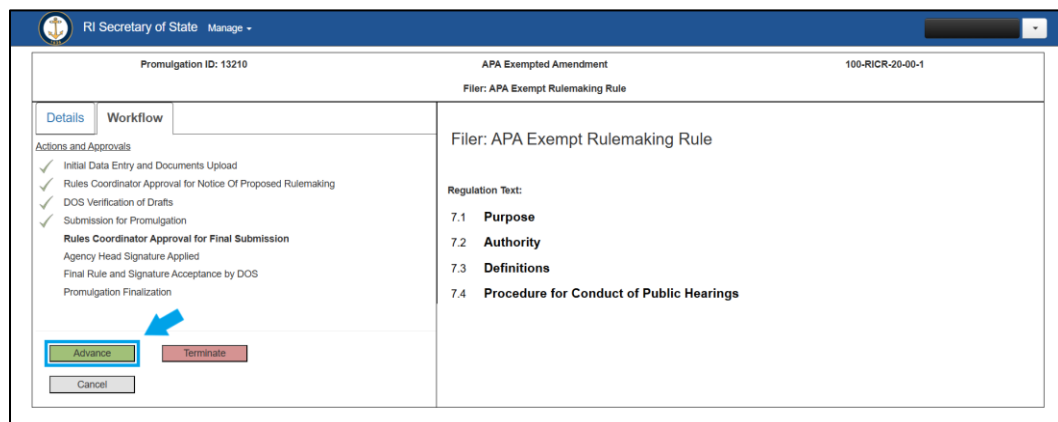 RI Secretary of State Manage
Promulgation ID: 13210 APA Exempted Amendment 100-RICR-20-00-1
Filer: APA Exempt Rulemaking Rule
Details Workflow
Actions and Approvals
Initial Data Entry and Documents Upload
Rules Coordinator Approval for Notice Of Proposed Rulemaking
DOS Verification of Drafts
Submission for Promulgation
Rules Coordinator Approval for Final Submission
Agency Head Signature Applied
Final Rule and Signature Acceptance by DOS
Promulgation Finalization
Advance Terminate
Cancel
Filer: APA Exempt Rulemaking Rule
Regulation Text:
7.1 Purpose
7.2 Authority
7.3 Definitions
7.4 Procedure for Conduct of Public Hearings